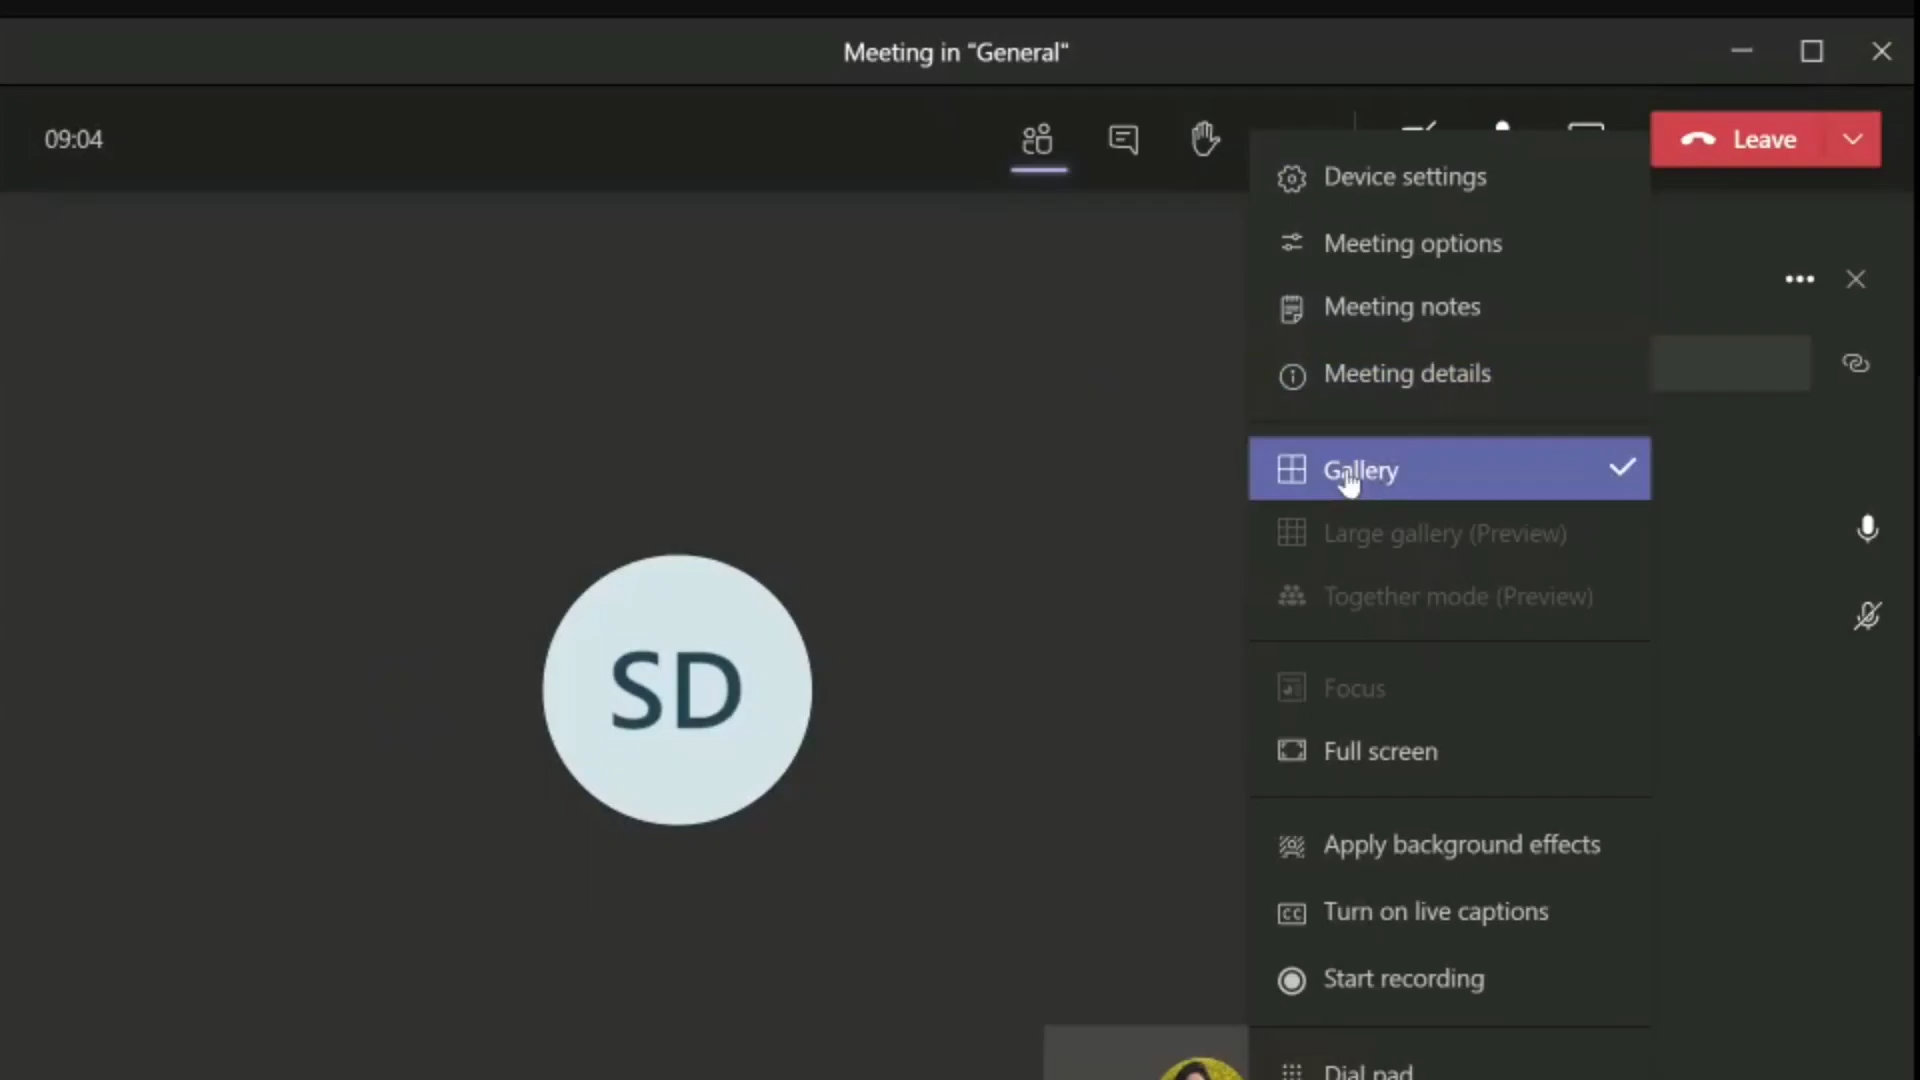 Meeting in "General"
09:04
Leave
Device settings
Meeting options
Meeting notes
Meeting details
Gallery
Large gallery (Preview)
Together mode (Preview)
SD
Focus
Full screen
Apply background effects
CC Turn on live captions
Start recording
Dial pad